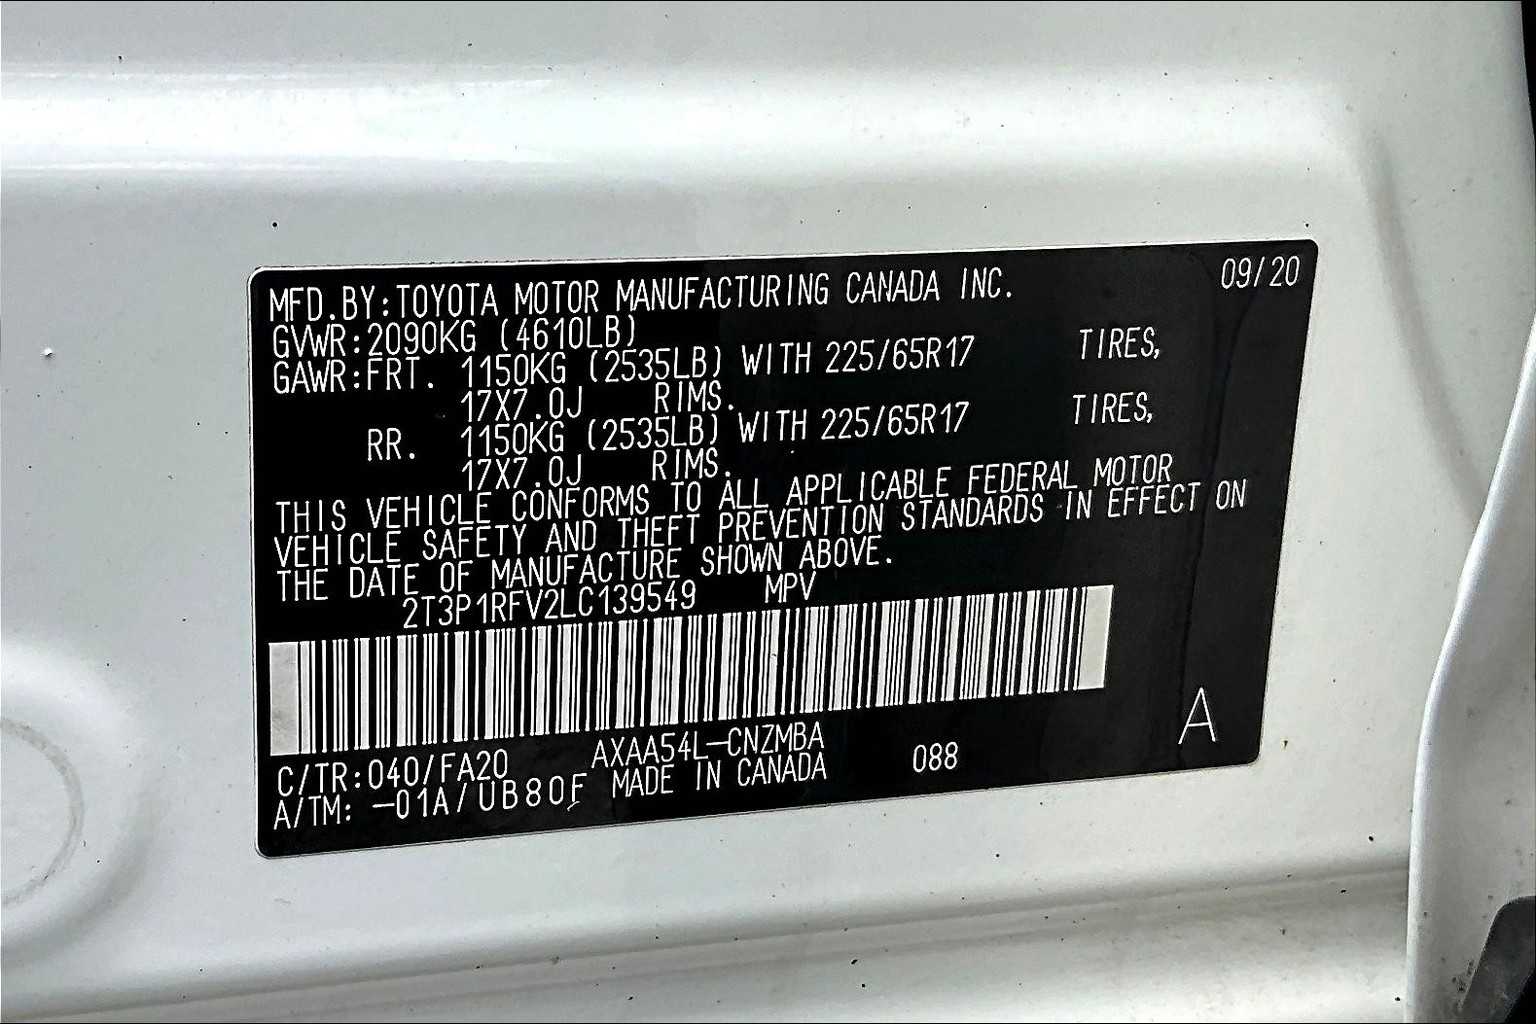 09/20
MFD.BY:TOYOTA MOTOR MANUFACTURING CANADA INC.
GVWR:2090KG (4610LB)
GAWR:FRT. 1150KG (2535LB) WITH 225/65R17 TIRES,
17X7.0J RIMS.
RR. 1150KG (2535LB) WITH 225/65R17 TIRES,
17X7.0J RIMS.
THIS VEHICLE CONFORMS TO ALL APPLICABLE FEDERAL MOTOR
VEHICLE SAFETY AND THEFT PREVENTION STANDARDS IN EFFECT ON
THE DATE OF MANUFACTURE SHOWN ABOVE.
2T3P1RFV2LC139549 MPV
A
C/TR:040/FA20 AXAA54L-CNZMBA 088
A/TM: -01A/UB80F MADE IN CANADA